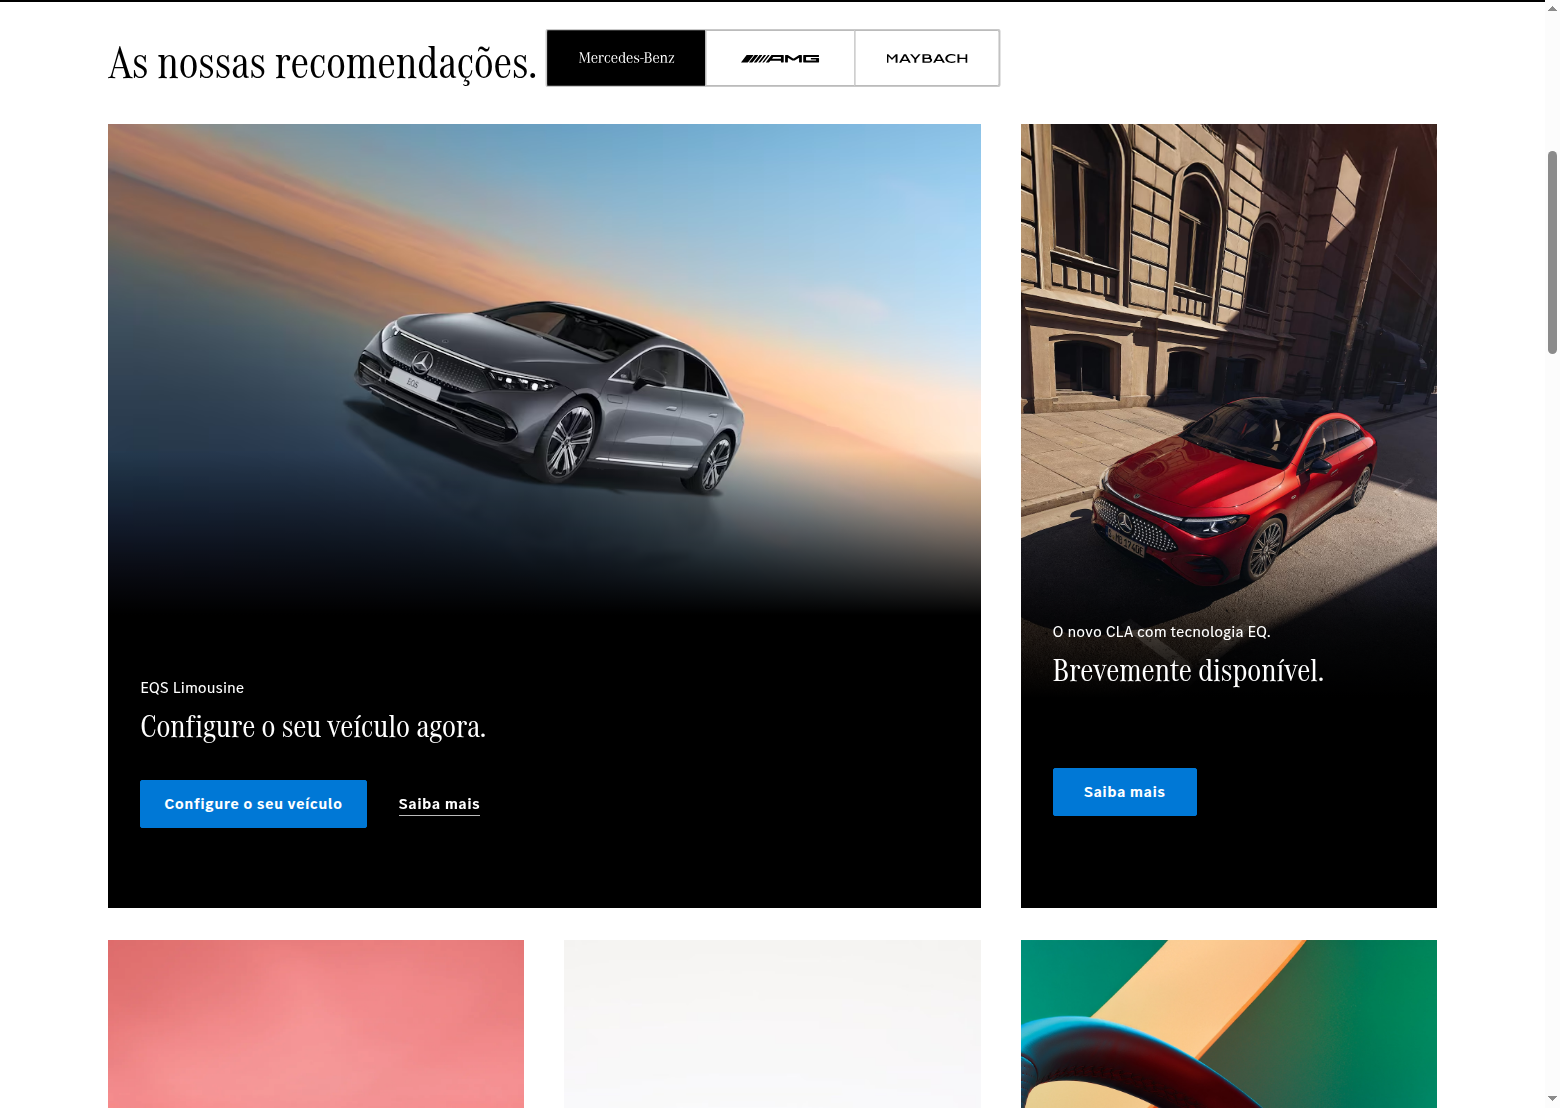 As nossas recomendações.
Mercedes-Benz
AMG
MAYBACH
EQS
EQS Limousine
Configure o seu veículo agora.
Configure o seu veículo
Saiba mais
O novo CLA com tecnologia EQ.
Brevemente disponível.
Saiba mais